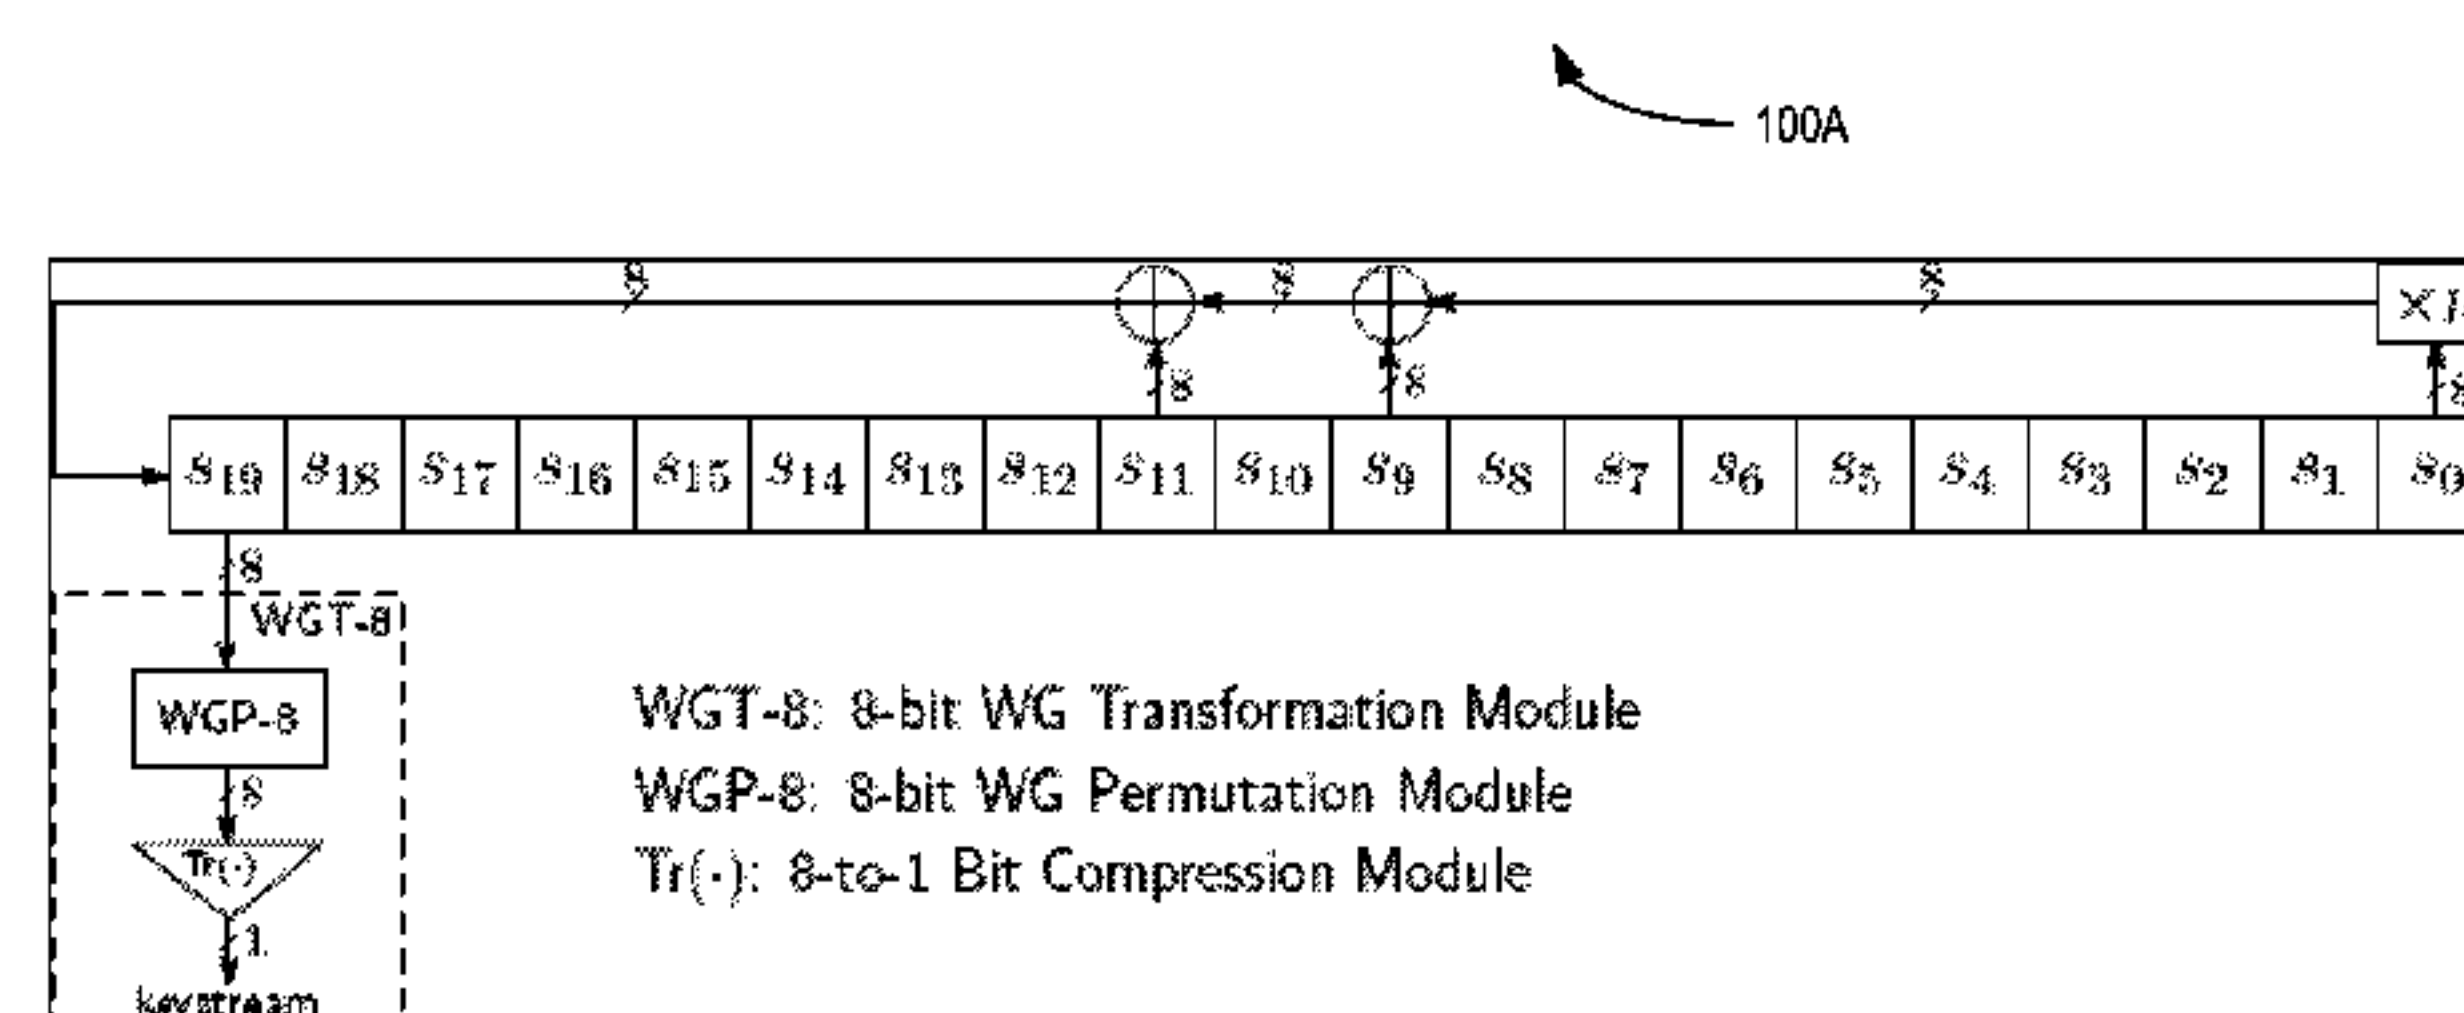 100A
8 8 8
8 8
s19 s18 s17 s16 s15 s14 s13 s12 s11 s10 s9 s8 s7 s6 s5 s4 s3 s2 s1 s0
8
WGT-8
WGP-8
8
Tr(·)
1
keystream
WGT-8: 8-bit WG Transformation Module
WGP-8: 8-bit WG Permutation Module
Tr(·): 8-to-1 Bit Compression Module